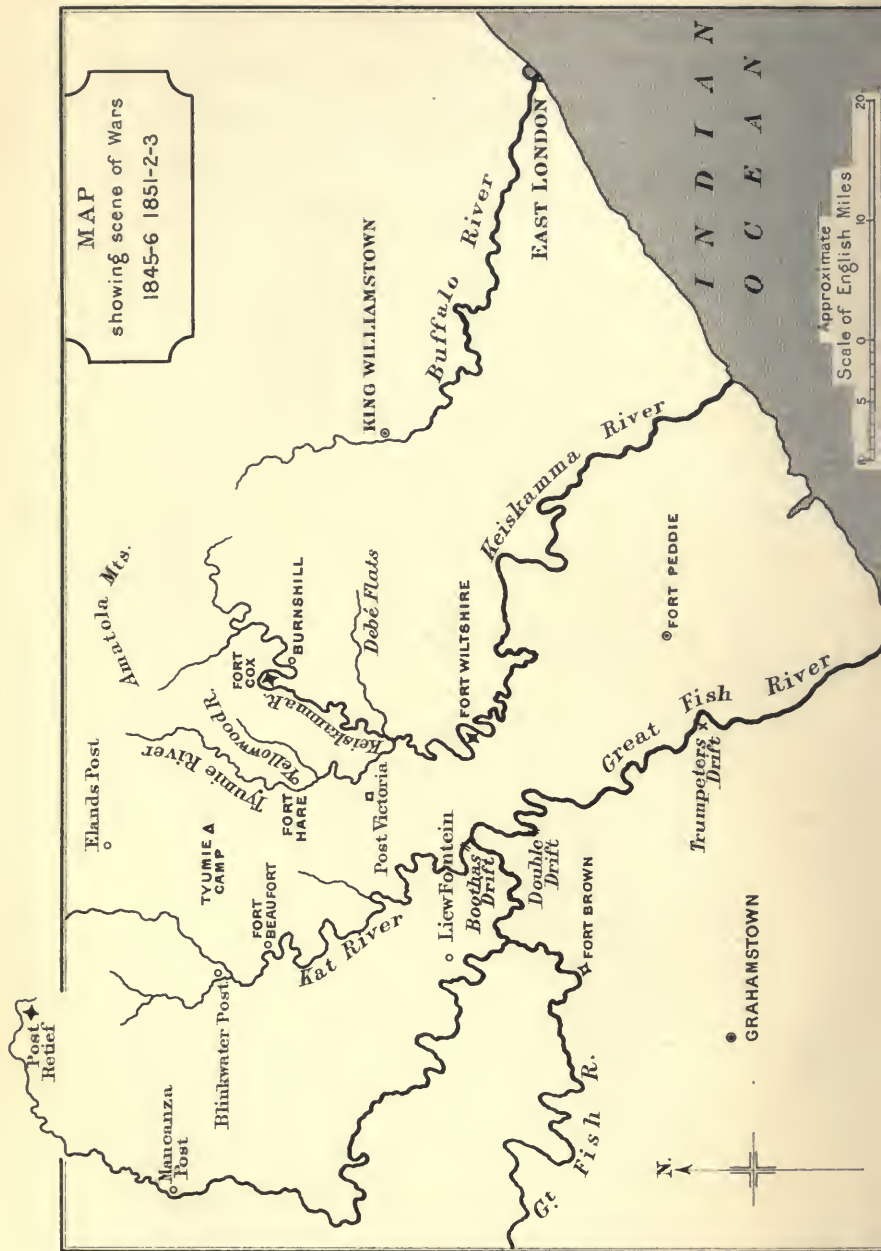 MAP
showing scene of Wars
1845-6 1851-2-3
Post
Retief
Mancanza
Post
Blinkwater Post
Elands Post
TYUMIE
CAMP
FORT
BEAUFORT
Kat River
FORT
HARE
Tyumie River
Yellowwood R.
Amatola Mts.
FORT
COX
BURNSHILL
Keiskamma R.
Debé Flats
Post Victoria
KING WILLIAMSTOWN
Buffalo River
EAST LONDON
Liew Fontein
Boothas
Drift
Double
Drift
FORT WILTSHIRE
Keiskamma River
FORT BROWN
Gt. Fish R.
Great Fish River
Trumpeters
Drift
FORT PEDDIE
GRAHAMSTOWN
N.
INDIAN
OCEAN
Approximate
Scale of English Miles
5 0 10 20